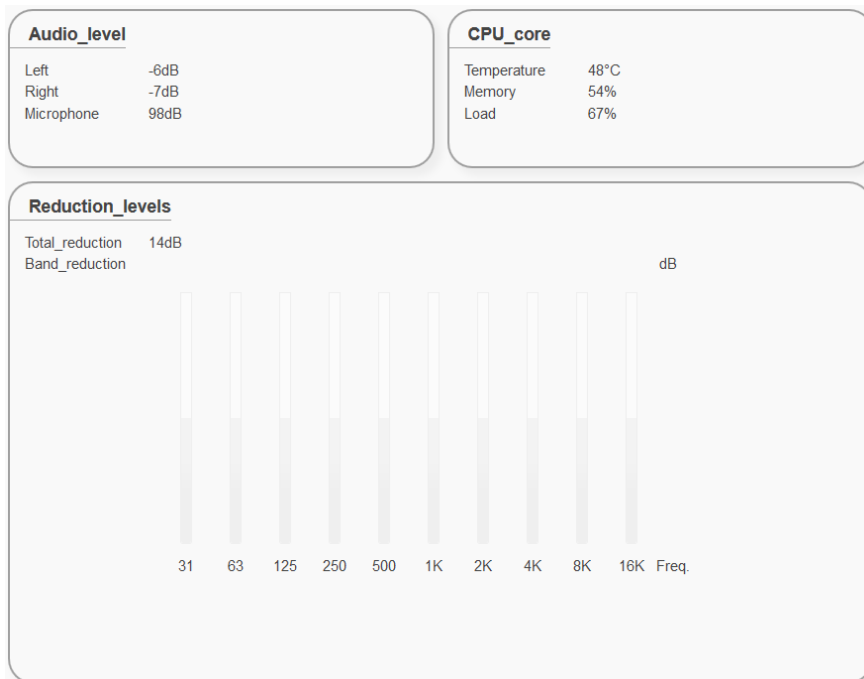 Audio_level
Left -6dB
Right -7dB
Microphone 98dB
CPU_core
Temperature 48°C
Memory 54%
Load 67%
Reduction_levels
Total_reduction 14dB
Band_reduction dB
31 63 125 250 500 1K 2K 4K 8K 16K Freq.